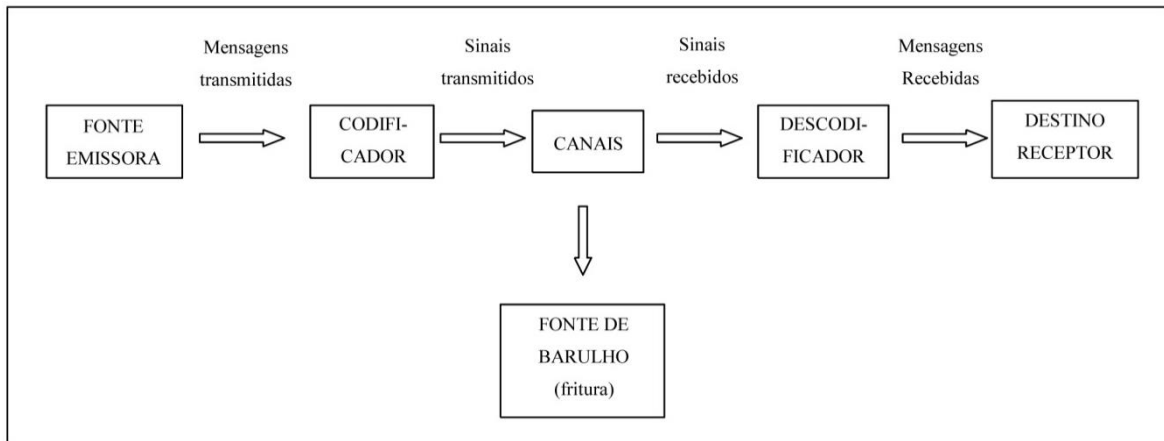 Mensagens
transmitidas
Sinais
transmitidos
Sinais
recebidos
Mensagens
Recebidas
FONTE
EMISSORA
CODIFI-
CADOR
CANAIS
DESCODI-
FICADOR
DESTINO
RECEPTOR
FONTE DE
BARULHO
(fritura)